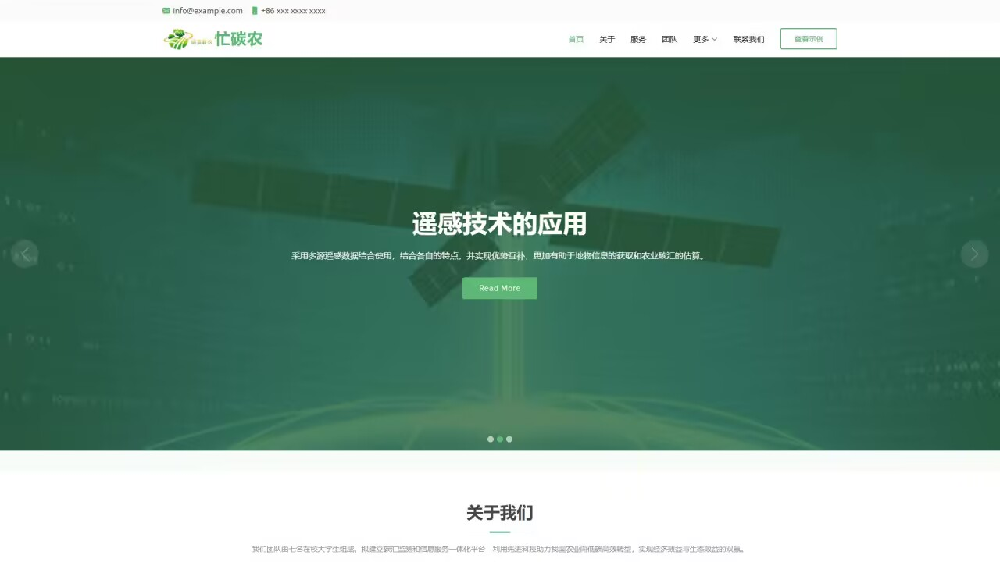 info@example.com
+86 xxx xxxx xxxx
忙碳农
首页
关于
服务
团队
更多
联系我们
查看示例
遥感技术的应用
采用多源遥感数据结合使用，结合各自的特点，并实现优势互补，更加有助于地物信息的获取和农业碳汇的估算。
Read More
关于我们
我们团队由七名在校大学生组成，拟建立碳汇监测和信息服务一体化平台，利用先进科技助力我国农业向低碳高效转型，实现经济效益与生态效益的双赢。